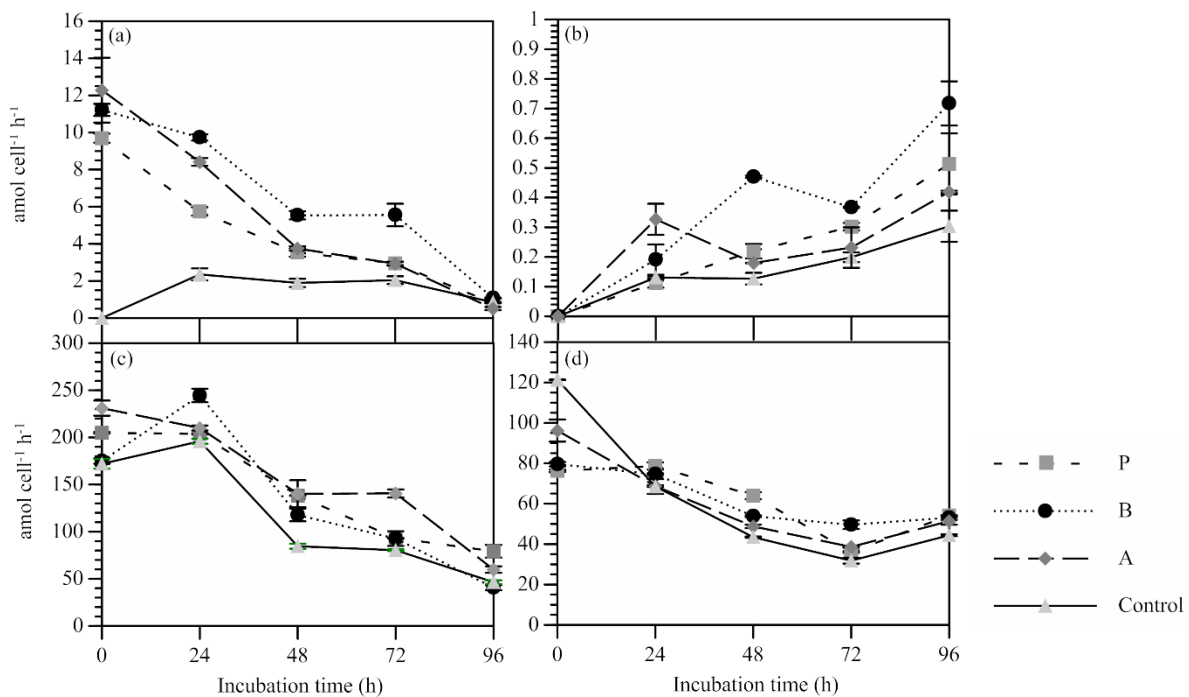 (a)
16
14
12
10
8
6
4
2
0
amol cell⁻¹ h⁻¹
(b)
1
0.9
0.8
0.7
0.6
0.5
0.4
0.3
0.2
0.1
0
(c)
300
250
200
150
100
50
0
amol cell⁻¹ h⁻¹
0 24 48 72 96
Incubation time (h)
(d)
140
120
100
80
60
40
20
0
0 24 48 72 96
Incubation time (h)
P
B
A
Control